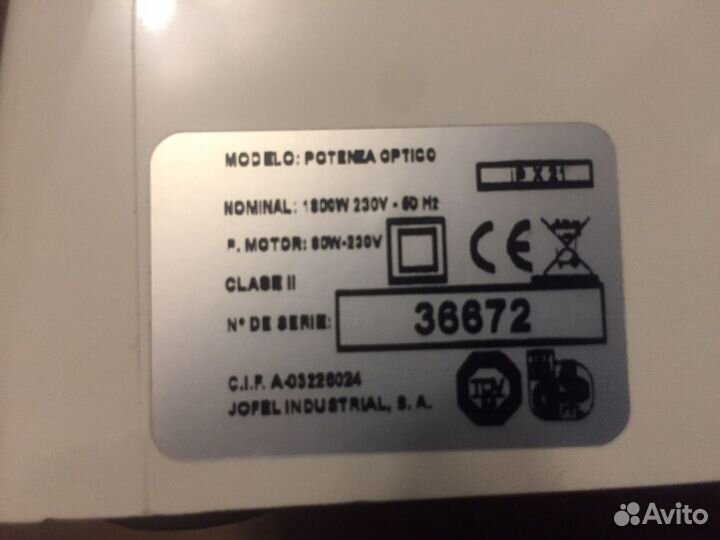 MODELO: POTENZA OPTICO
IP X 21
NOMINAL: 1800W 230V - 50 Hz
P. MOTOR: 80W-230V
CE
CLASE II
Nº DE SERIE: 36672
C.I.F. A-03226024
JOFEL INDUSTRIAL, S. A.
Avito